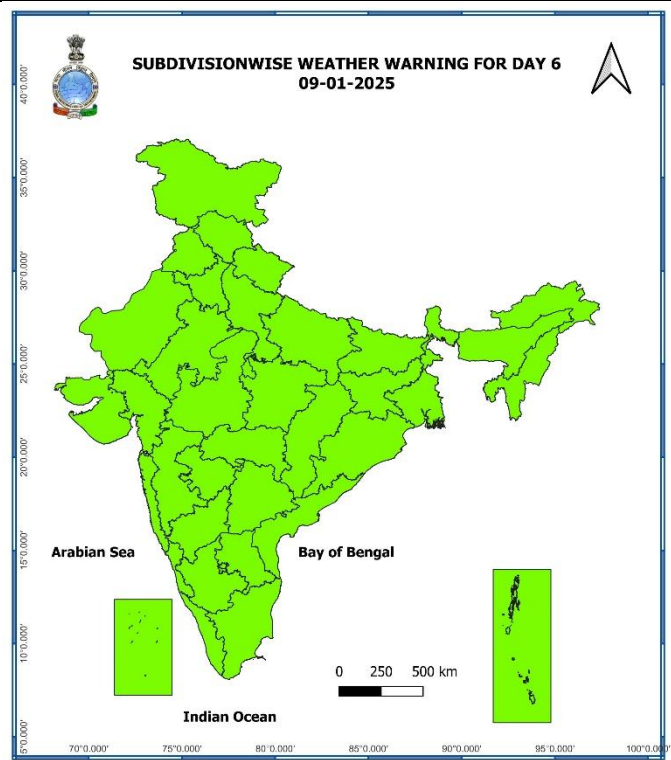 SUBDIVISIONWISE WEATHER WARNING FOR DAY 6
09-01-2025
40°0.000'
35°0.000'
30°0.000'
25°0.000'
20°0.000'
15°0.000'
10°0.000'
5°0.000'
Arabian Sea
Bay of Bengal
0 250 500 km
Indian Ocean
70°0.000' 75°0.000' 80°0.000' 85°0.000' 90°0.000' 95°0.000' 100°0.000'